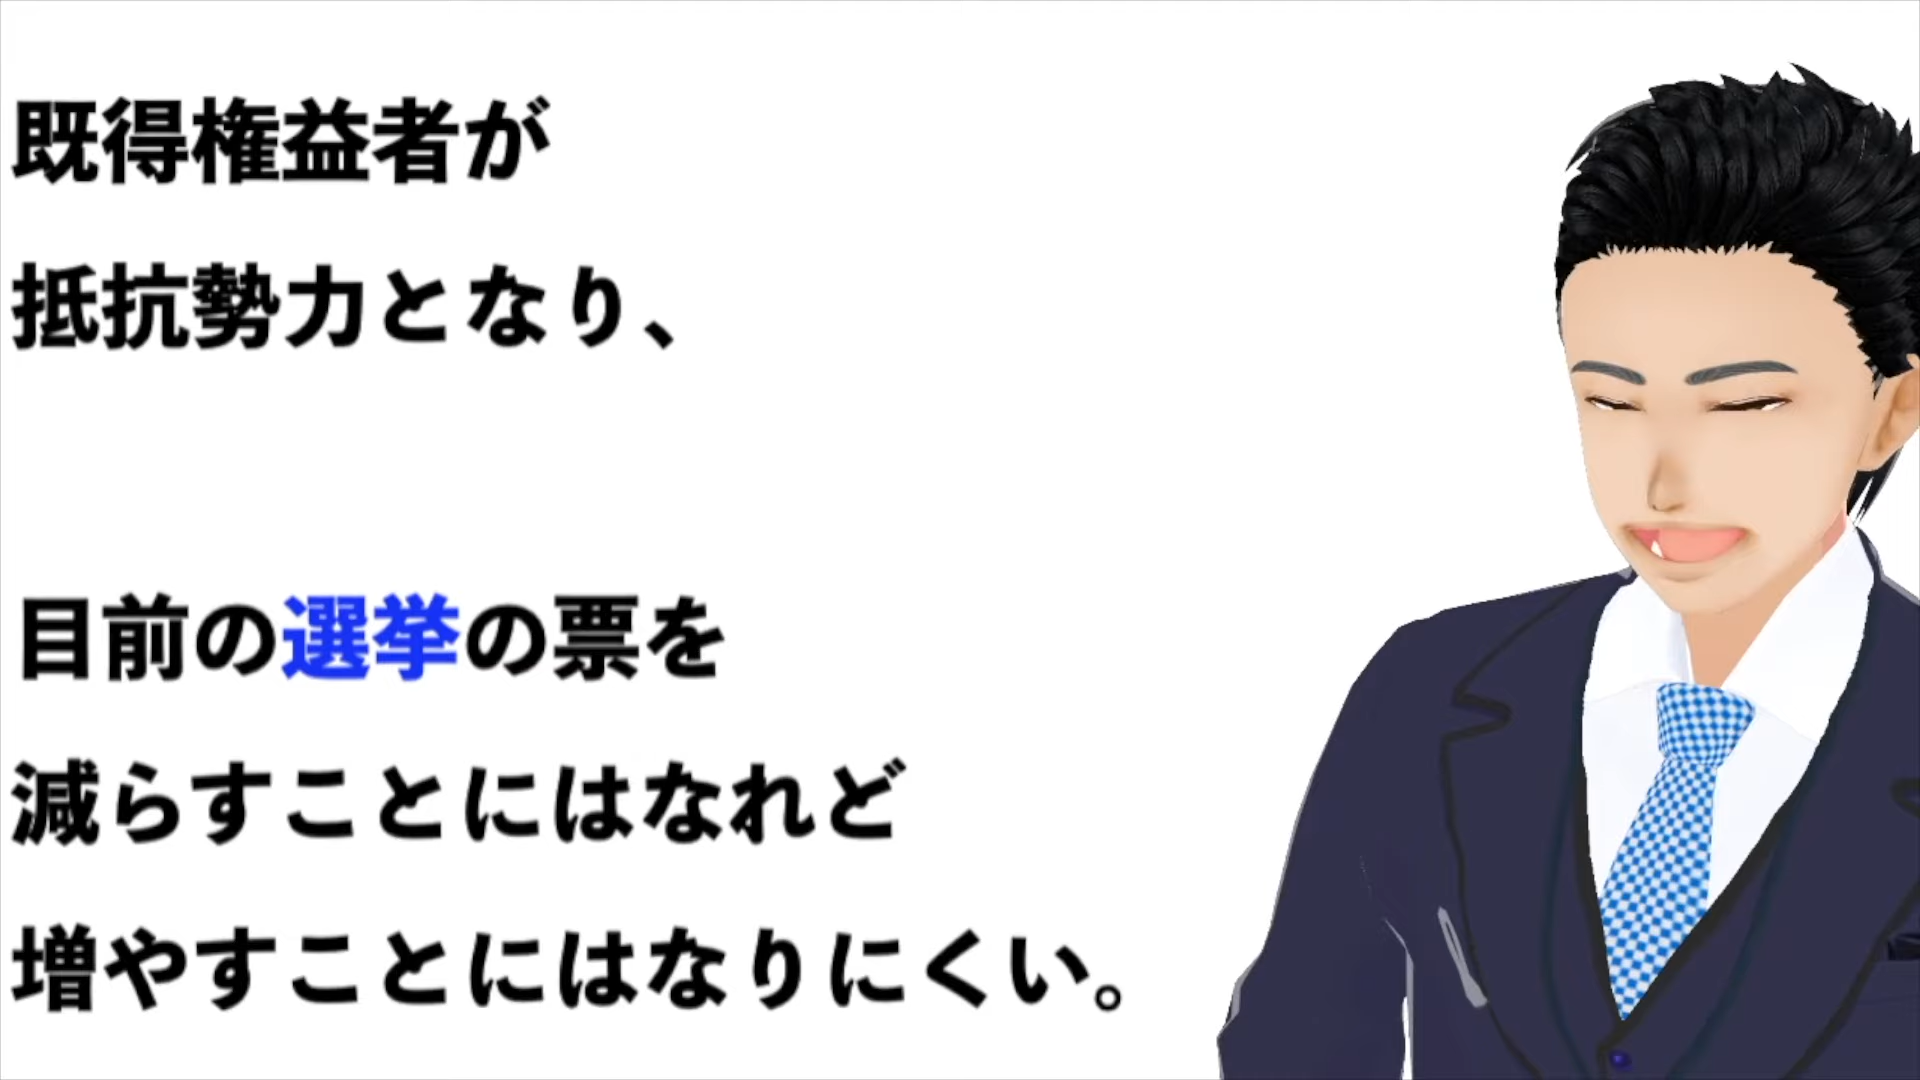 既得権益者が
抵抗勢力となり、
目前の選挙の票を
減らすことにはなれど
増やすことにはなりにくい。